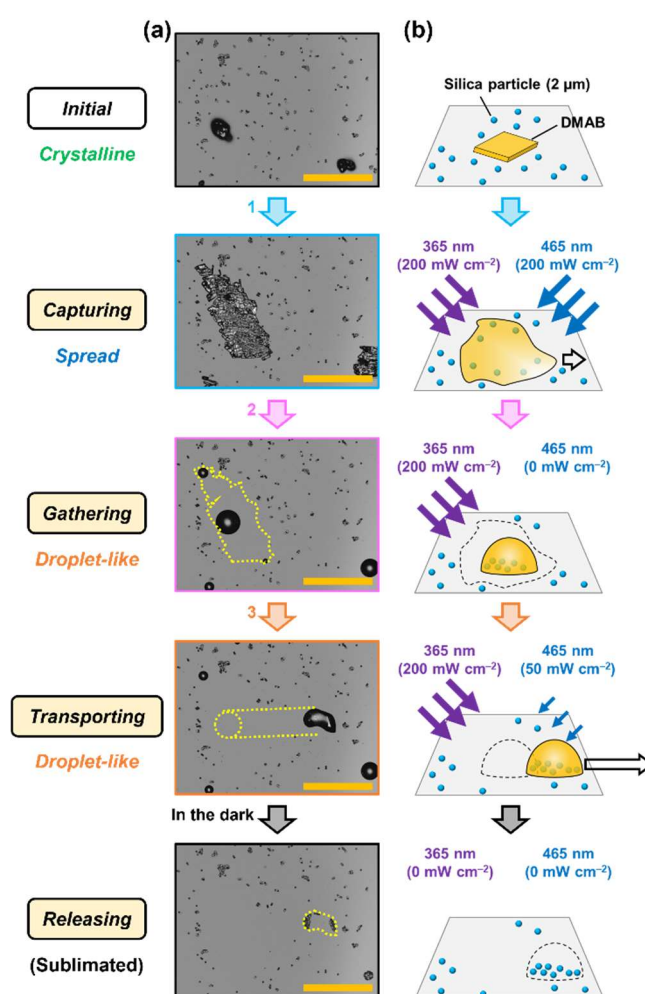 (a)
(b)
Initial
Crystalline
Silica particle (2 μm)
DMAB
1
Capturing
Spread
365 nm
(200 mW cm⁻²)
465 nm
(200 mW cm⁻²)
2
Gathering
Droplet-like
365 nm
(200 mW cm⁻²)
465 nm
(0 mW cm⁻²)
3
Transporting
Droplet-like
365 nm
(200 mW cm⁻²)
465 nm
(50 mW cm⁻²)
In the dark
Releasing
(Sublimated)
365 nm
(0 mW cm⁻²)
465 nm
(0 mW cm⁻²)